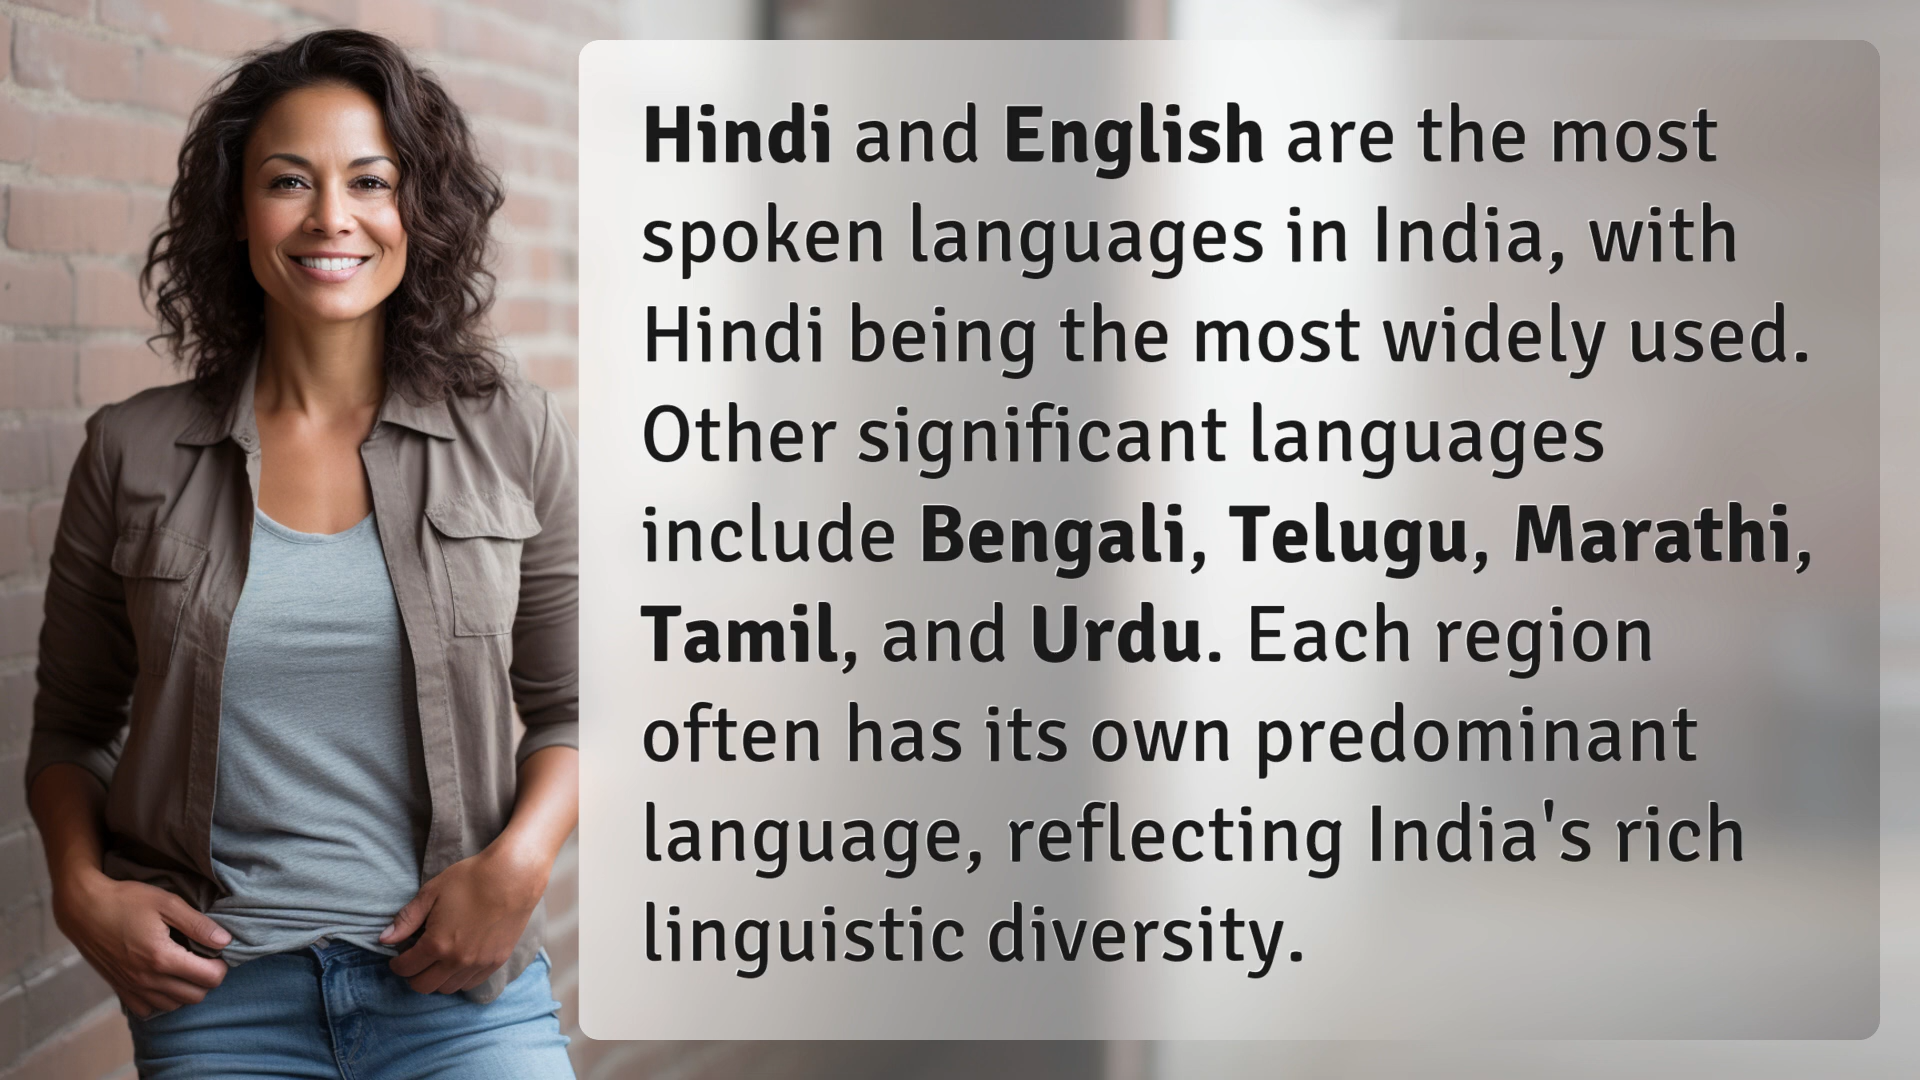 Hindi and English are the most
spoken languages in India, with
Hindi being the most widely used.
Other significant languages
include Bengali, Telugu, Marathi,
Tamil, and Urdu. Each region
often has its own predominant
language, reflecting India's rich
linguistic diversity.